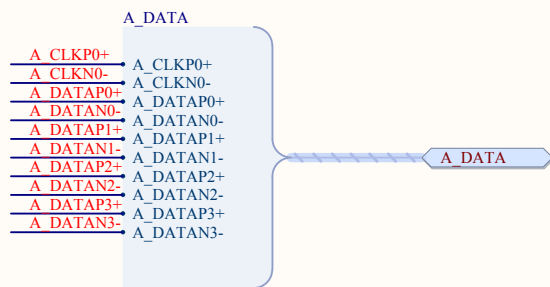 A_DATA
A_CLKP0+ A_CLKP0+
A_CLKN0- A_CLKN0-
A_DATAP0+ A_DATAP0+
A_DATAN0- A_DATAN0-
A_DATAP1+ A_DATAP1+
A_DATAN1- A_DATAN1- A_DATA
A_DATAP2+ A_DATAP2+
A_DATAN2- A_DATAN2-
A_DATAP3+ A_DATAP3+
A_DATAN3- A_DATAN3-